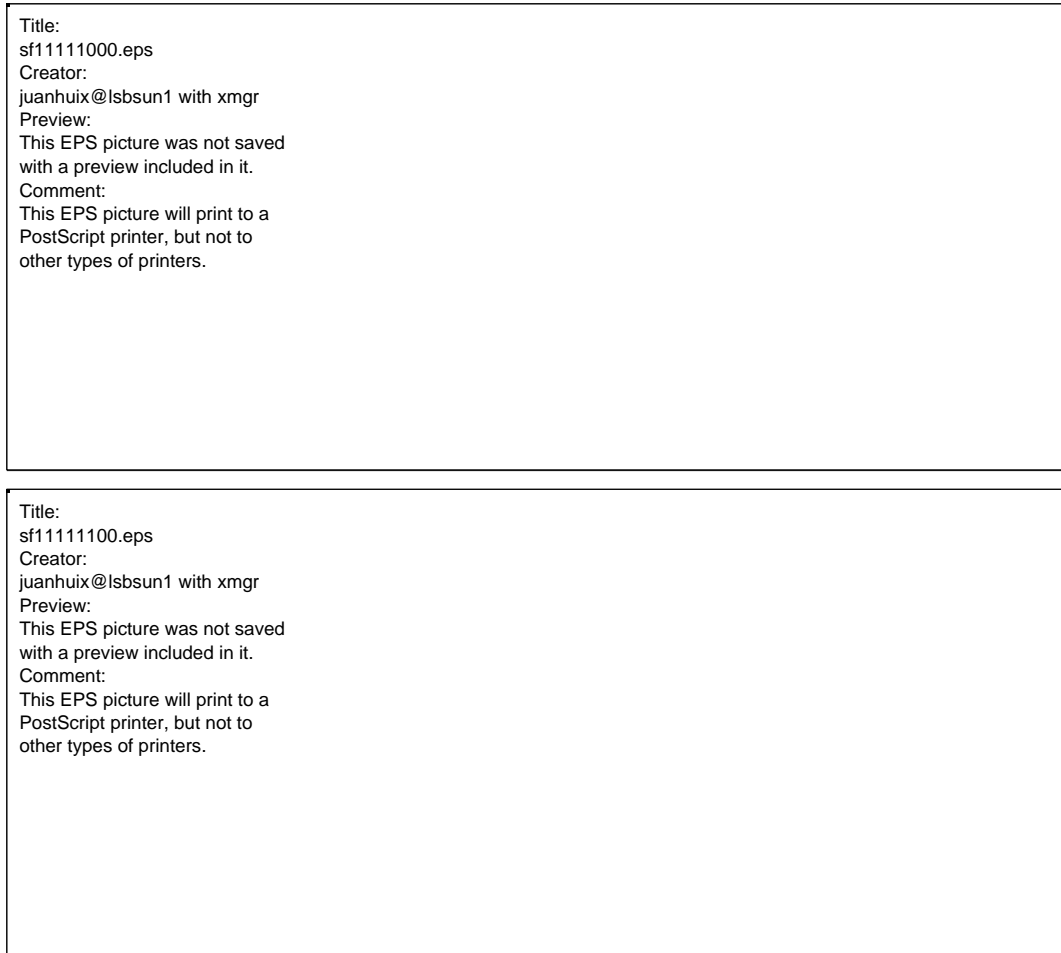 Title:
sf11111000.eps
Creator:
juanhuix@lsbsun1 with xmgr
Preview:
This EPS picture was not saved
with a preview included in it.
Comment:
This EPS picture will print to a
PostScript printer, but not to
other types of printers.
Title:
sf11111100.eps
Creator:
juanhuix@lsbsun1 with xmgr
Preview:
This EPS picture was not saved
with a preview included in it.
Comment:
This EPS picture will print to a
PostScript printer, but not to
other types of printers.